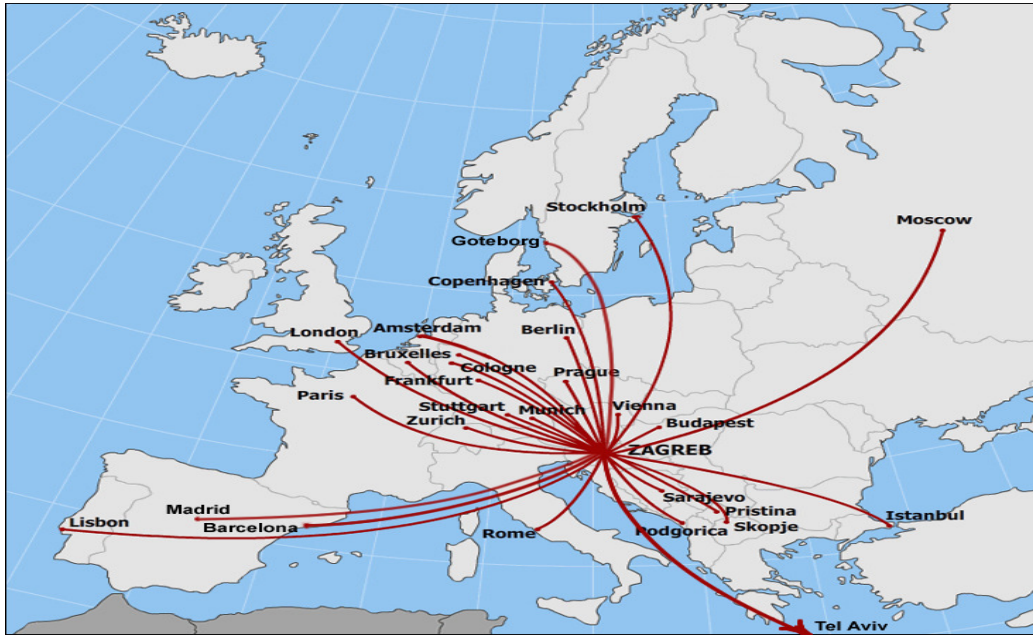 Stockholm
Moscow
Goteborg
Copenhagen
London
Amsterdam
Berlin
Bruxelles
Cologne
Frankfurt
Prague
Paris
Stuttgart
Munich
Vienna
Zurich
Budapest
ZAGREB
Sarajevo
Madrid
Pristina
Lisbon
Barcelona
Istanbul
Skopje
Rome
Podgorica
Tel Aviv